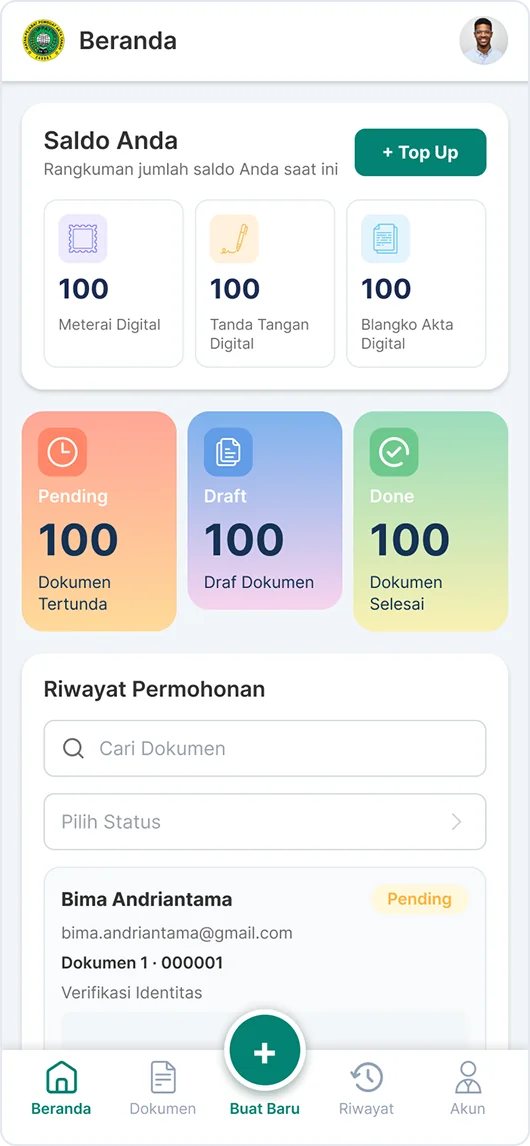 Beranda
Saldo Anda
Rangkuman jumlah saldo Anda saat ini
+ Top Up
100
Meterai Digital
100
Tanda Tangan
Digital
100
Blangko Akta
Digital
Pending
100
Dokumen
Tertunda
Draft
100
Draf Dokumen
Done
100
Dokumen
Selesai
Riwayat Permohonan
Cari Dokumen
Pilih Status
Bima Andriantama
Pending
bima.andriantama@gmail.com
Dokumen 1 · 000001
Verifikasi Identitas
Beranda
Dokumen
Buat Baru
Riwayat
Akun